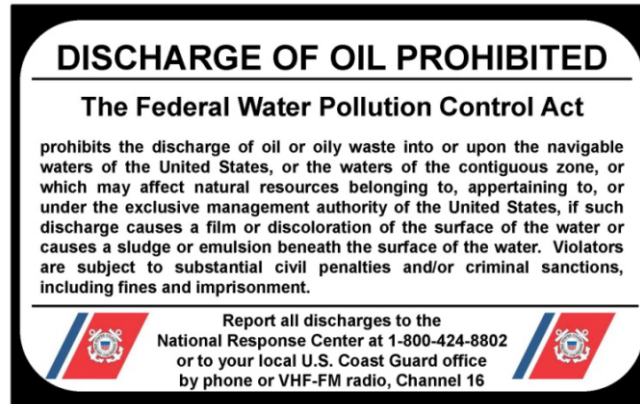 DISCHARGE OF OIL PROHIBITED
The Federal Water Pollution Control Act
prohibits the discharge of oil or oily waste into or upon the navigable
waters of the United States, or the waters of the contiguous zone, or
which may affect natural resources belonging to, appertaining to, or
under the exclusive management authority of the United States, if such
discharge causes a film or discoloration of the surface of the water or
causes a sludge or emulsion beneath the surface of the water. Violators
are subject to substantial civil penalties and/or criminal sanctions,
including fines and imprisonment.
Report all discharges to the
National Response Center at 1-800-424-8802
or to your local U.S. Coast Guard office
by phone or VHF-FM radio, Channel 16